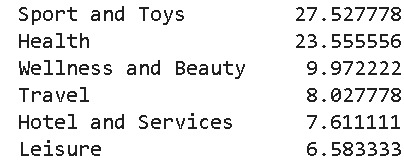 Sport and Toys 27.527778
Health 23.555556
Wellness and Beauty 9.972222
Travel 8.027778
Hotel and Services 7.611111
Leisure 6.583333